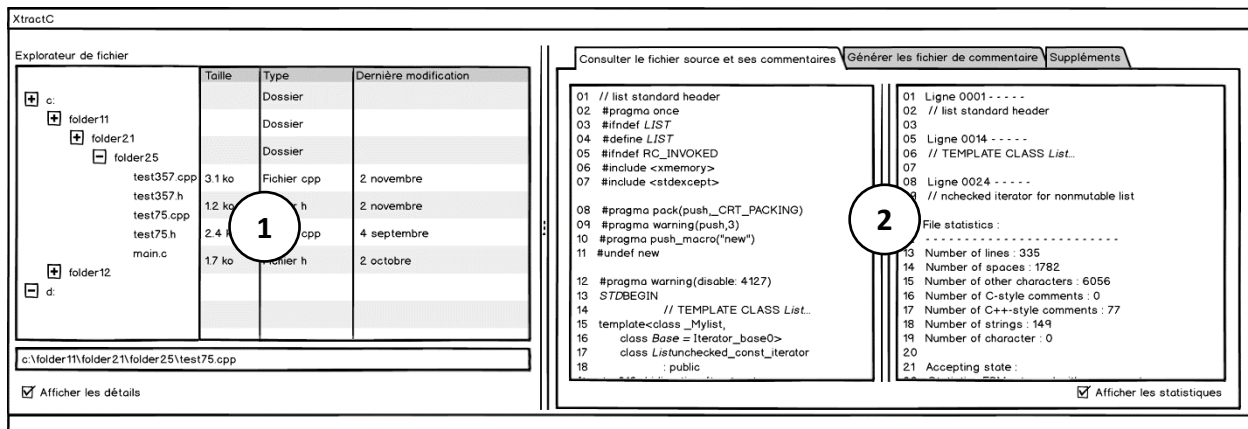 XtractC
Explorateur de fichier
Taille Type Dernière modification
c: Dossier
folder11 Dossier
folder21 Dossier
folder25
test357.cpp 3.1 ko Fichier cpp 2 novembre
test357.h 1.2 ko h 2 novembre
test75.cpp 2.4 cpp 4 septembre
test75.h 1.7 ko Fichier h 2 octobre
main.c
folder12
d:
1
c:\folder11\folder21\folder25\test75.cpp
Afficher les détails
Consulter le fichier source et ses commentaires Générer les fichier de commentaire Suppléments
01 // list standard header
02 #pragma once
03 #ifndef LIST
04 #define LIST
05 #ifndef RC_INVOKED
06 #include <xmemory>
07 #include <stdexcept>
08 #pragma pack(push,_CRT_PACKING)
09 #pragma warning(push,3)
10 #pragma push_macro("new")
11 #undef new
12 #pragma warning(disable: 4127)
13 STDBEGIN
14 // TEMPLATE CLASS List...
15 template<class _Mylist,
16 class Base = Iterator_base0>
17 class Listunchecked_const_iterator
18 : public
01 Ligne 0001 - - - - -
02 // list standard header
03
05 Ligne 0014 - - - - -
06 // TEMPLATE CLASS List...
07
08 Ligne 0024 - - - - -
// nchecked iterator for nonmutable list
2
File statistics :
- - - - - - - - - - - - - - - - - - - - - - - -
13 Number of lines : 335
14 Number of spaces : 1782
15 Number of other characters : 6056
16 Number of C-style comments : 0
17 Number of C++-style comments : 77
18 Number of strings : 149
19 Number of character : 0
20
21 Accepting state :
Afficher les statistiques